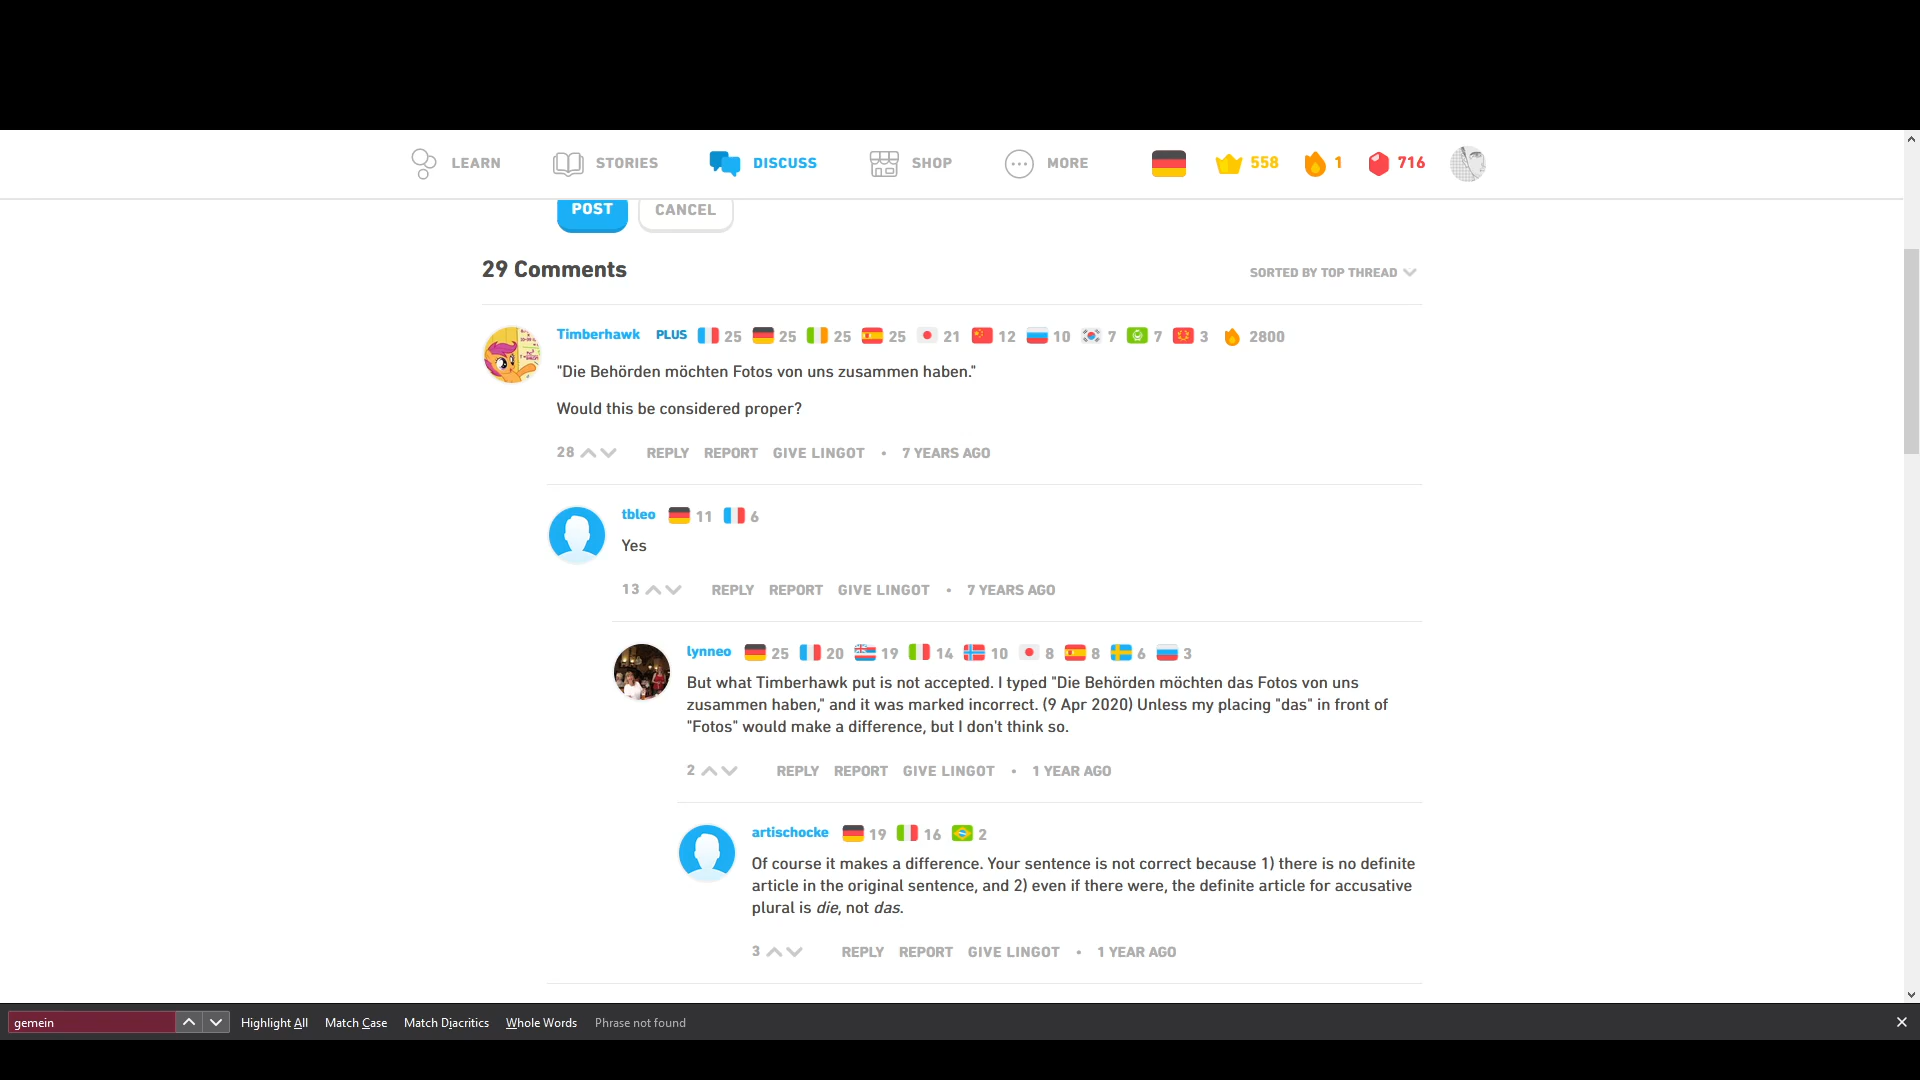 LEARN STORIES DISCUSS SHOP MORE 558 1 716
POST CANCEL
29 Comments SORTED BY TOP THREAD
Timberhawk PLUS 25 25 25 25 21 12 10 7 7 3 2800
"Die Behörden möchten Fotos von uns zusammen haben."
Would this be considered proper?
28 REPLY REPORT GIVE LINGOT • 7 YEARS AGO
tbleo 11 6
Yes
13 REPLY REPORT GIVE LINGOT • 7 YEARS AGO
lynneo 25 20 19 14 10 8 8 6 3
But what Timberhawk put is not accepted. I typed "Die Behörden möchten das Fotos von uns
zusammen haben," and it was marked incorrect. (9 Apr 2020) Unless my placing "das" in front of
"Fotos" would make a difference, but I don't think so.
2 REPLY REPORT GIVE LINGOT • 1 YEAR AGO
artischocke 19 16 2
Of course it makes a difference. Your sentence is not correct because 1) there is no definite
article in the original sentence, and 2) even if there were, the definite article for accusative
plural is die, not das.
3 REPLY REPORT GIVE LINGOT • 1 YEAR AGO
gemein Highlight All Match Case Match Diacritics Whole Words Phrase not found